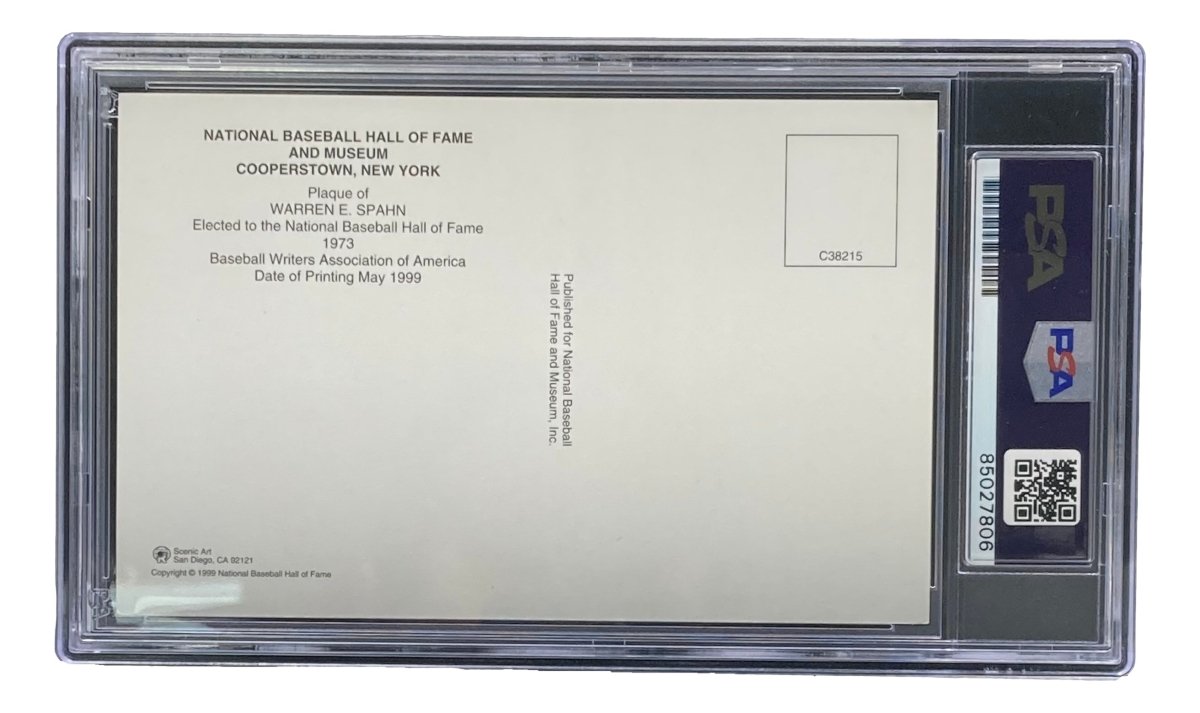 NATIONAL BASEBALL HALL OF FAME
AND MUSEUM
COOPERSTOWN, NEW YORK
Plaque of
WARREN E. SPAHN
Elected to the National Baseball Hall of Fame
1973
Baseball Writers Association of America
Date of Printing May 1999
Published for National Baseball
Hall of Fame and Museum, Inc.
C38215
Scenic Art
San Diego, CA 92121
Copyright © 1999 National Baseball Hall of Fame
PSA
PSA
85027806